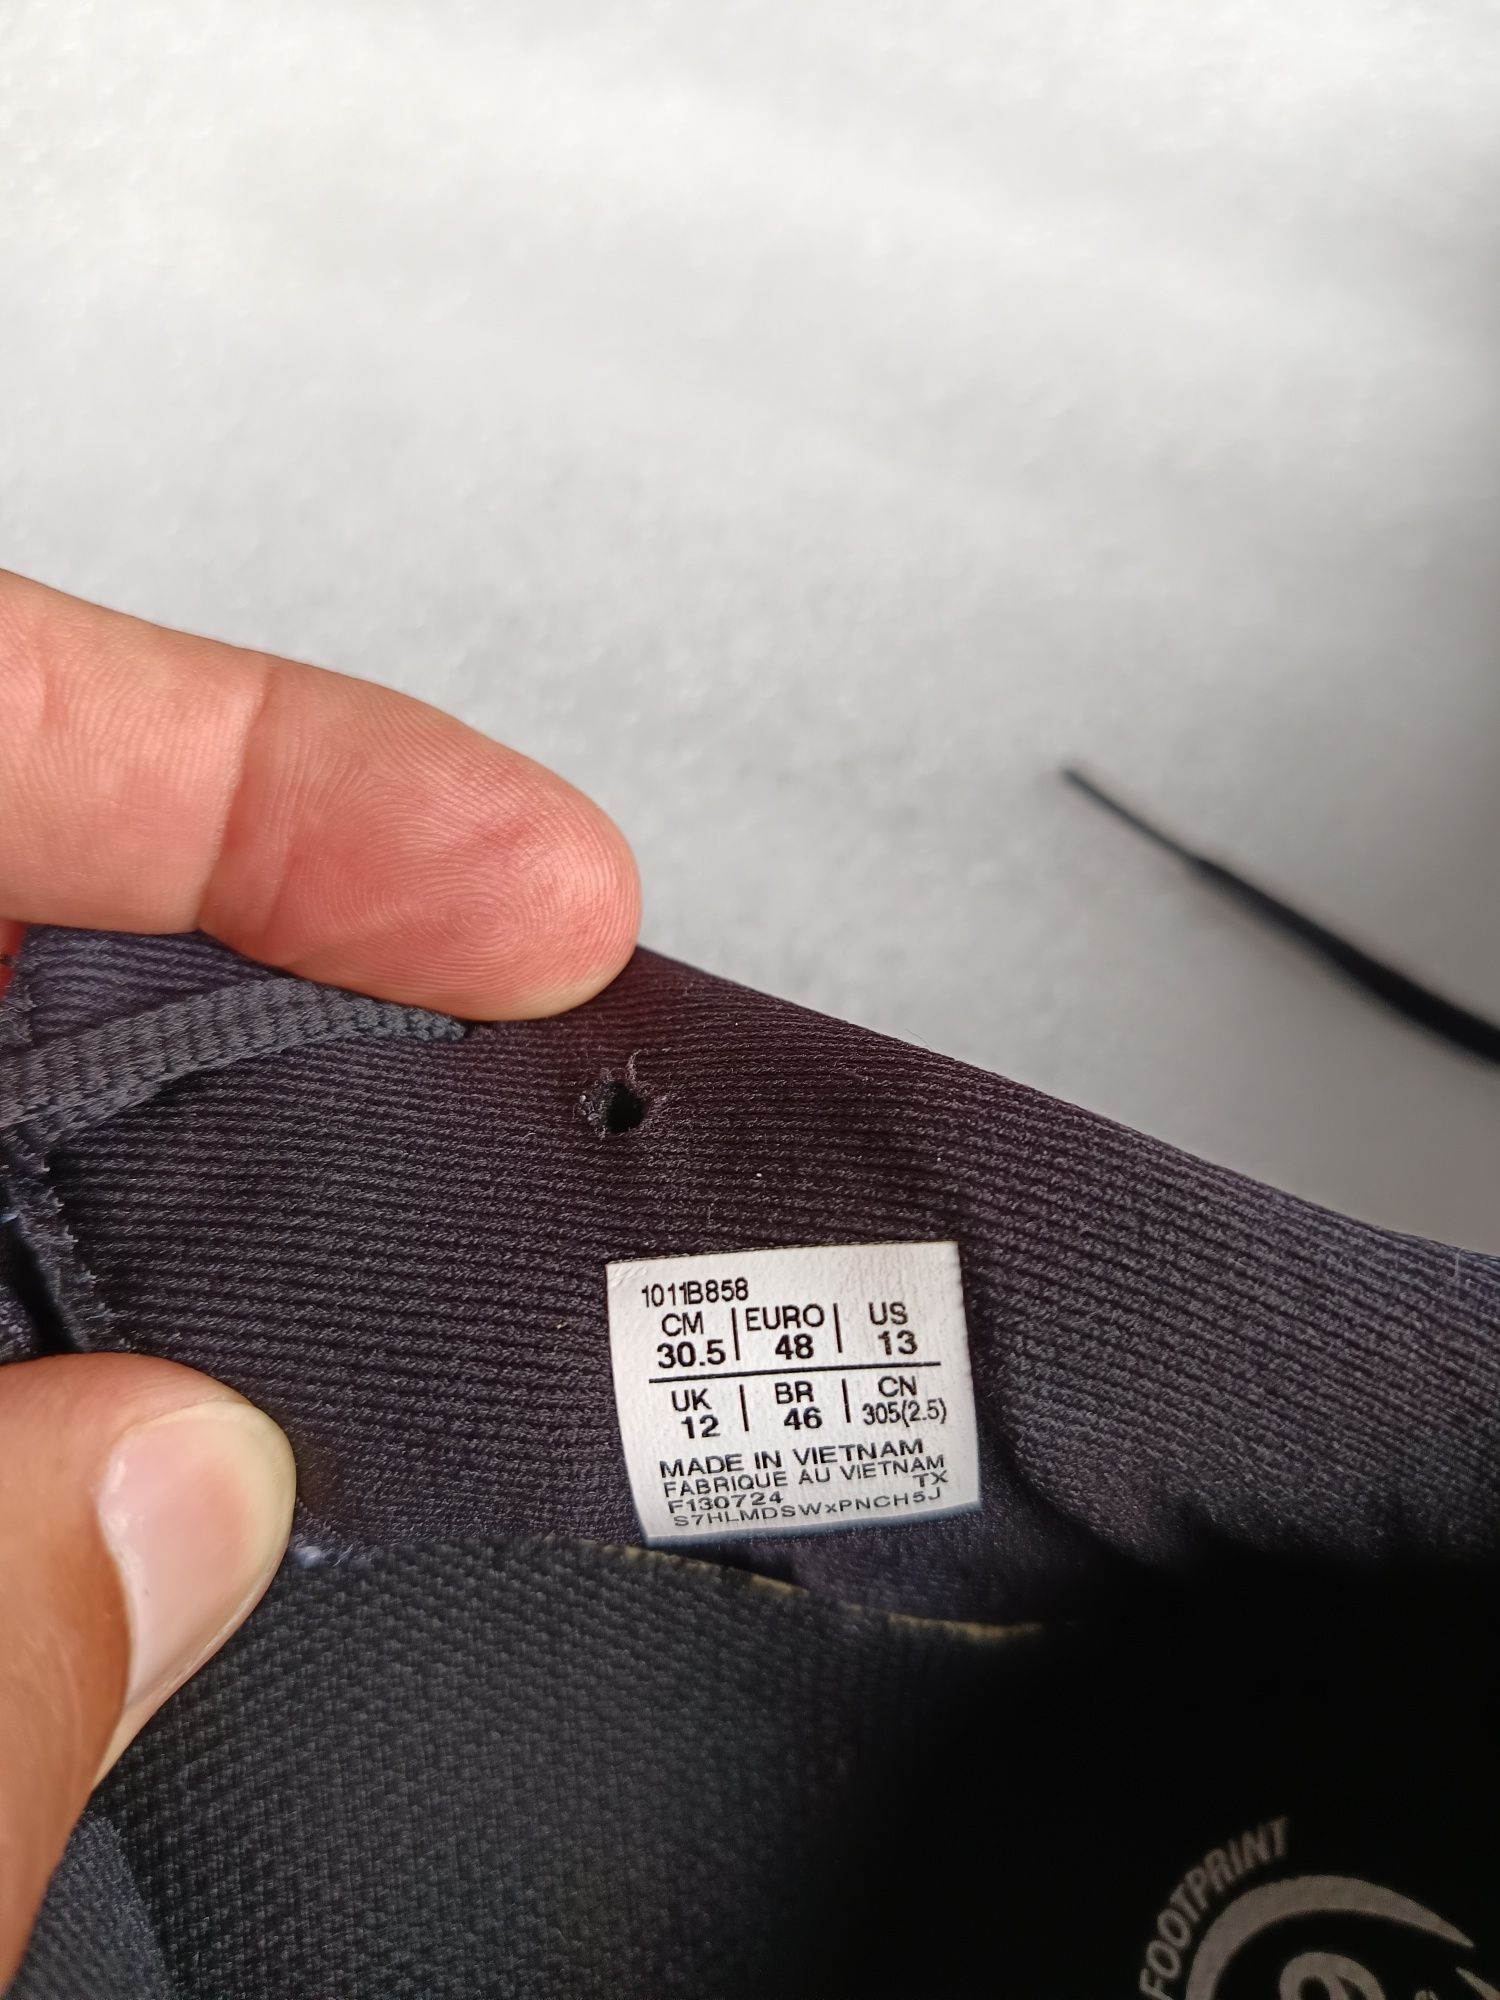 1011B858
CM | EURO | US
30.5 | 48 | 13
UK | BR | CN
12 | 46 | 305(2.5)
MADE IN VIETNAM
FABRIQUE AU VIETNAM
F130724 TX
S7HLMDSWxPNCH5J
FOOTPRINT